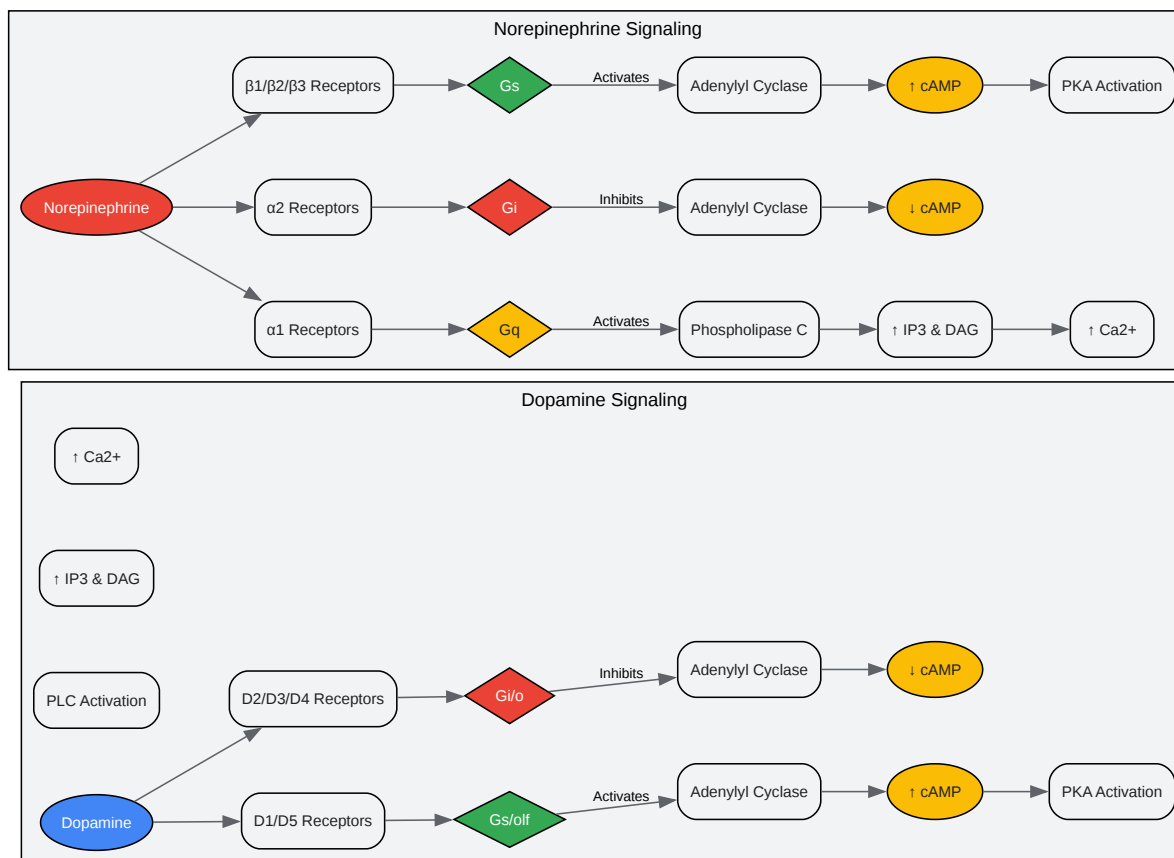 Norepinephrine Signaling
β1/β2/β3 Receptors
Gs
Activates
Adenylyl Cyclase
↑ cAMP
PKA Activation
Norepinephrine
α2 Receptors
Gi
Inhibits
Adenylyl Cyclase
↓ cAMP
α1 Receptors
Gq
Activates
Phospholipase C
↑ IP3 & DAG
↑ Ca2+
Dopamine Signaling
↑ Ca2+
↑ IP3 & DAG
PLC Activation
D2/D3/D4 Receptors
Gi/o
Inhibits
Adenylyl Cyclase
↓ cAMP
Dopamine
D1/D5 Receptors
Gs/olf
Activates
Adenylyl Cyclase
↑ cAMP
PKA Activation